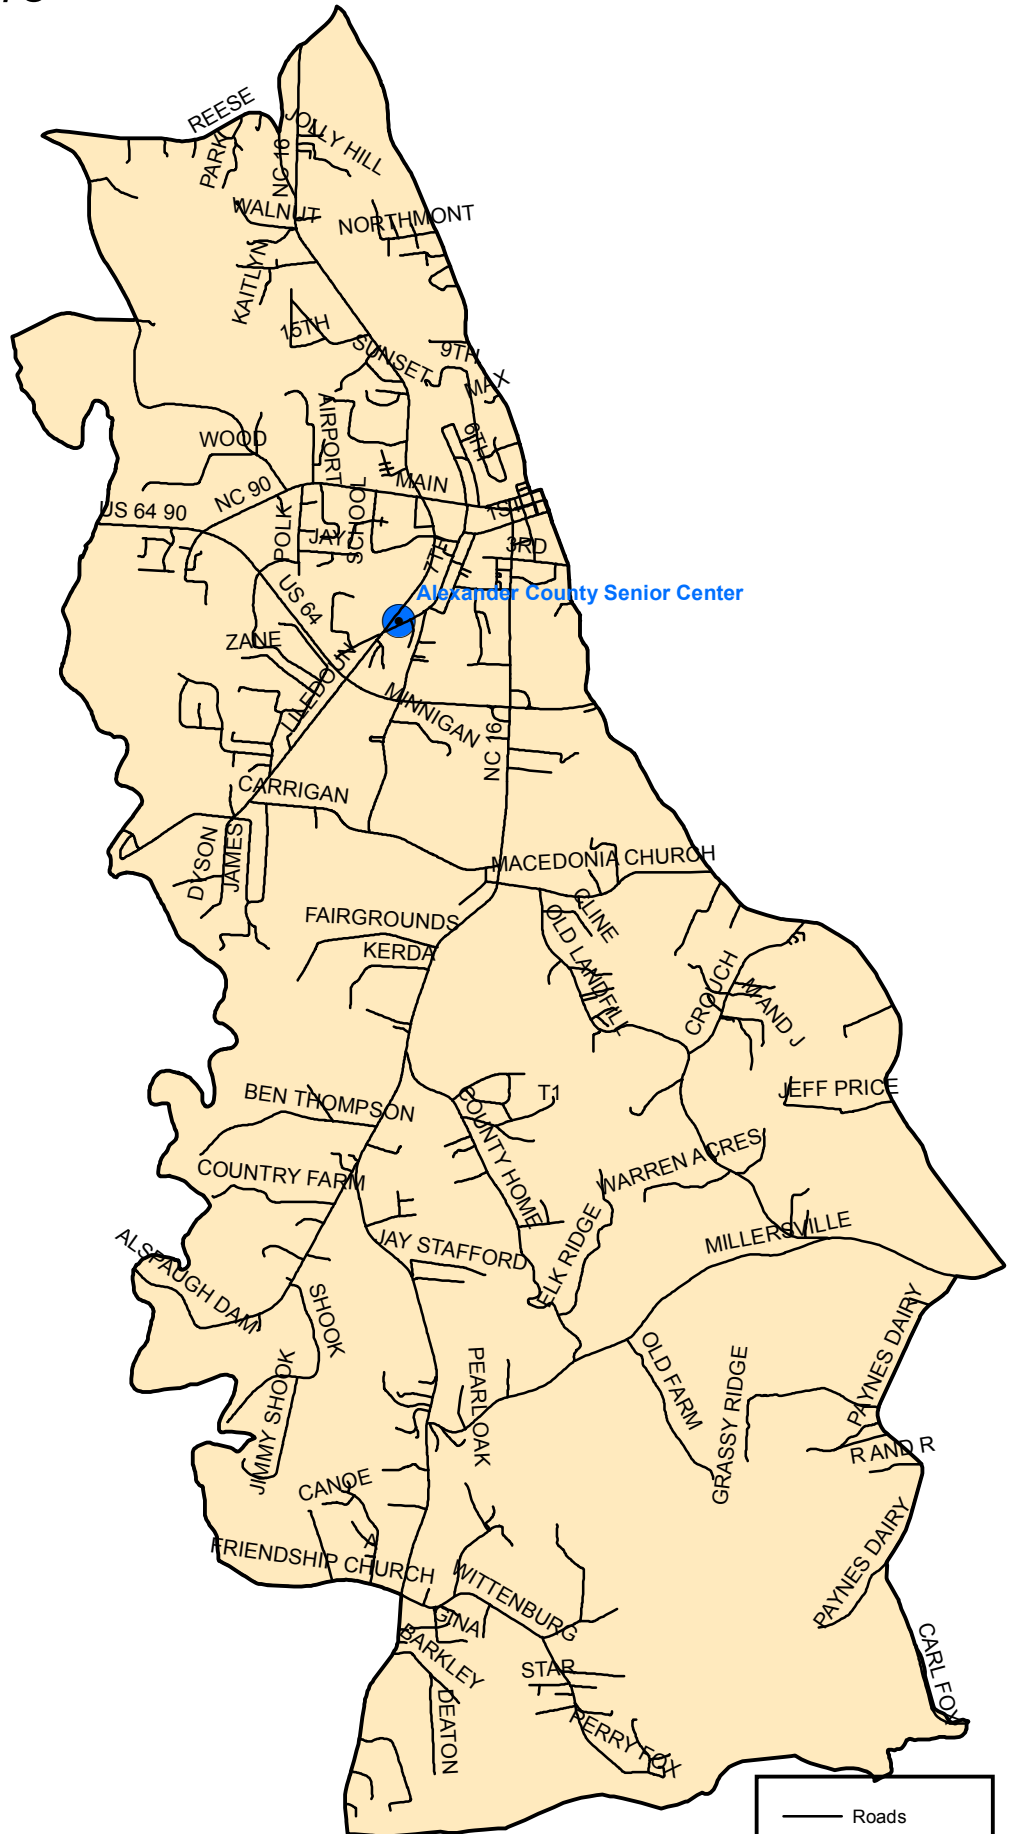 REESE
JOLLY HILL
PARK
NC 16
WALNUT
NORTHMONT
KAITLYN
15TH
SUNSET
9TH
MAX
AIRPORT
6TH
WOOD
MAIN
NC 90
US 64 90
SCHOOL
1ST
POLK
JAY
7TH
3RD
Alexander County Senior Center
US 64
ZANE
LILEDOUN
MINNIGAN
NC 16
CARRIGAN
DYSON
JAMES
MACEDONIA CHURCH
CLINE
FAIRGROUNDS
OLD LANDFILL
KERDA
CROUCH
M AND J
JEFF PRICE
BEN THOMPSON
T1
COUNTY HOME
WARREN ACRES
COUNTRY FARM
MILLERSVILLE
JAY STAFFORD
ELK RIDGE
ALSPAUGH DAM
SHOOK
PAYNES DAIRY
OLD FARM
PEARL OAK
GRASSY RIDGE
JIMMY SHOOK
R AND R
CANOE
A
PAYNES DAIRY
FRIENDSHIP CHURCH
WITTENBURG
GINA
BARKLEY
CARL FOX
STAR
DEATON
PERRY FOX
Roads